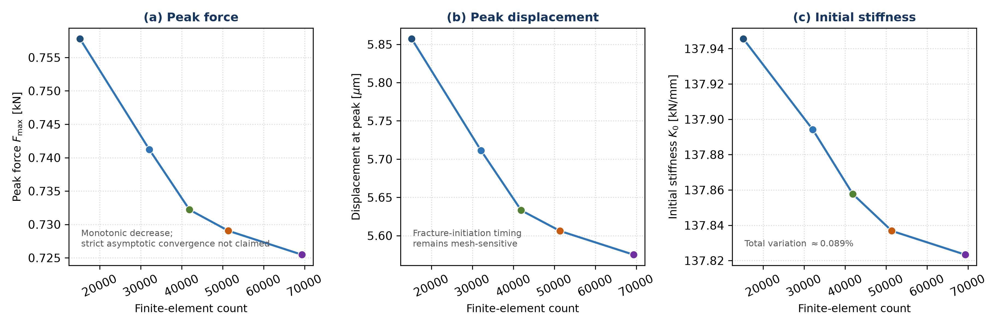 (a) Peak force
Peak force Fmax [kN]
0.755
0.750
0.745
0.740
0.735
0.730
0.725
Monotonic decrease;
strict asymptotic convergence not claimed
20000 30000 40000 50000 60000 70000
Finite-element count
(b) Peak displacement
Displacement at peak [μm]
5.85
5.80
5.75
5.70
5.65
5.60
Fracture-initiation timing
remains mesh-sensitive
20000 30000 40000 50000 60000 70000
Finite-element count
(c) Initial stiffness
Initial stiffness K0 [kN/mm]
137.94
137.92
137.90
137.88
137.86
137.84
137.82
Total variation ≈ 0.089%
20000 30000 40000 50000 60000 70000
Finite-element count